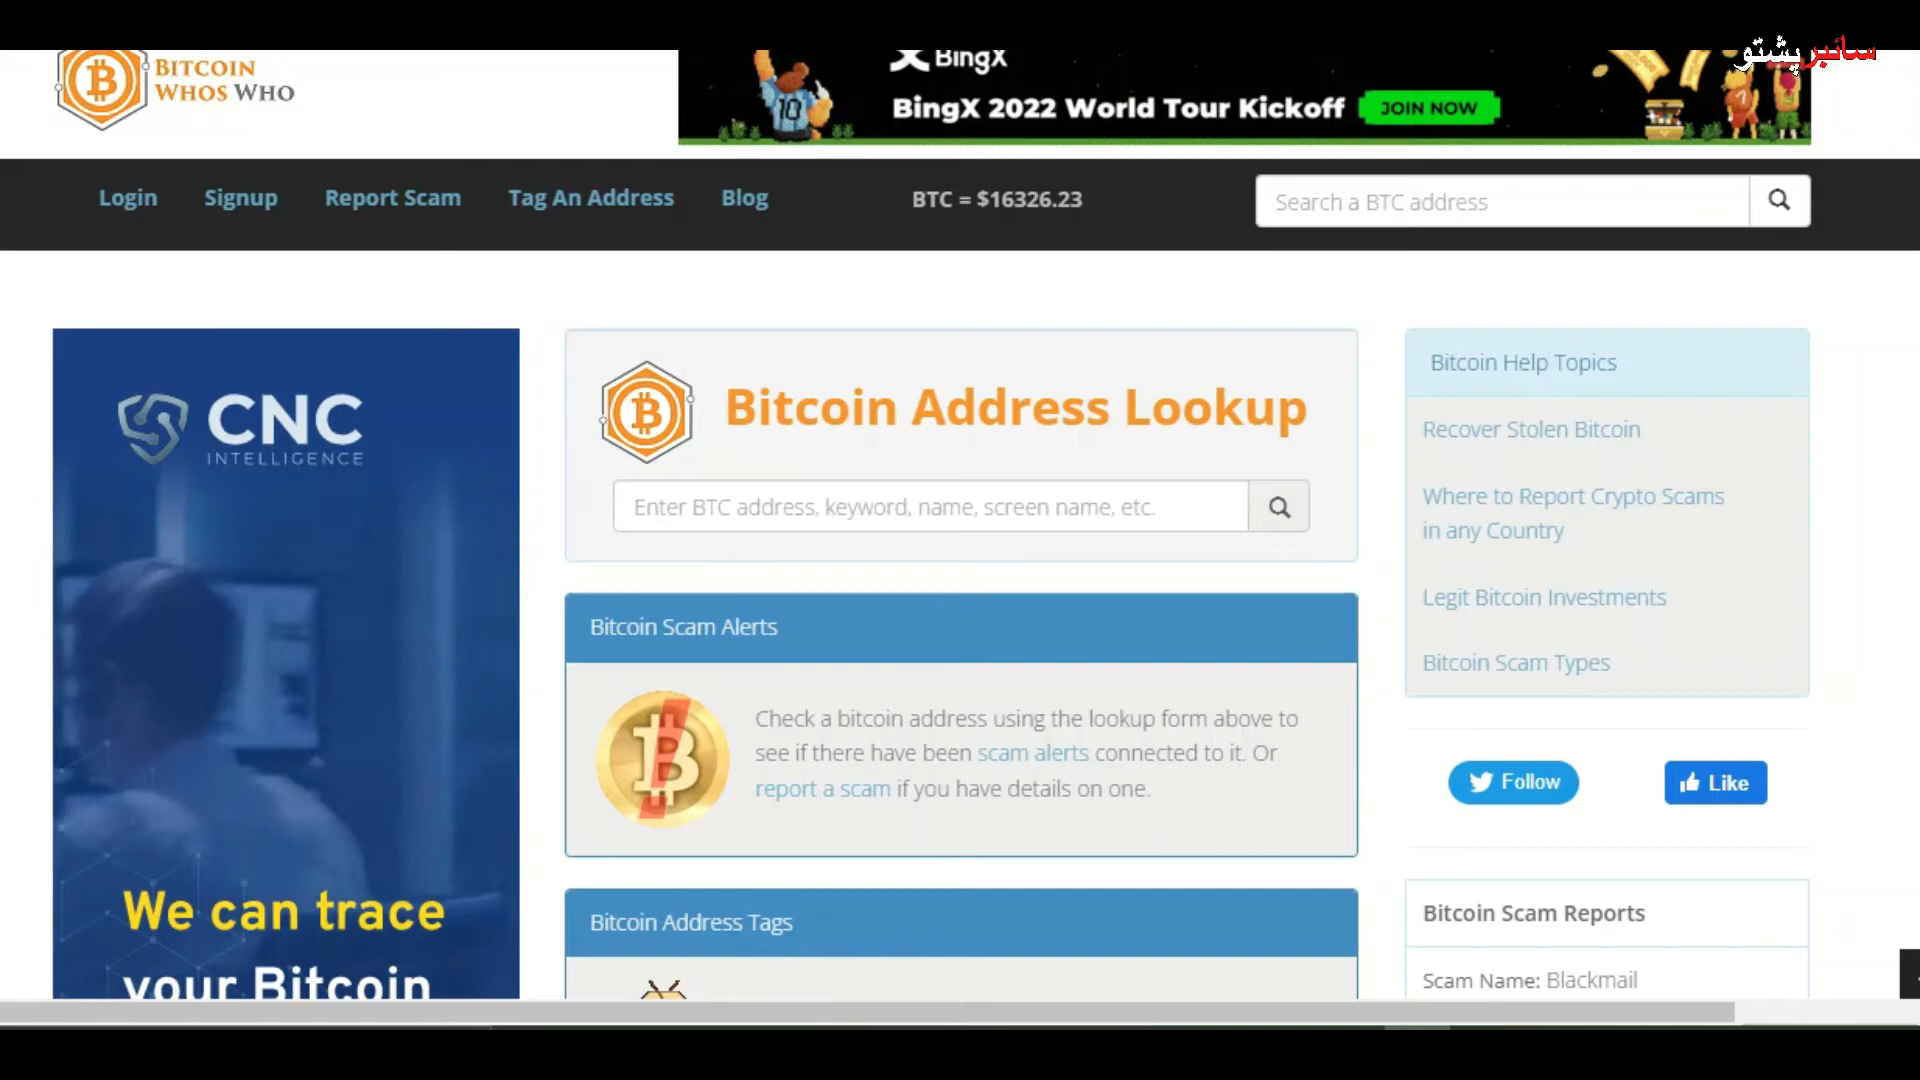 سائبر پشتو
BITCOIN
WHOS WHO
BingX
BingX 2022 World Tour Kickoff JOIN NOW
10
Login Signup Report Scam Tag An Address Blog BTC = $16326.23 Search a BTC address
CNC
INTELLIGENCE
We can trace
your Bitcoin
Bitcoin Address Lookup
Enter BTC address, keyword, name, screen name, etc.
Bitcoin Scam Alerts
Check a bitcoin address using the lookup form above to
see if there have been scam alerts connected to it. Or
report a scam if you have details on one.
Bitcoin Address Tags
Bitcoin Help Topics
Recover Stolen Bitcoin
Where to Report Crypto Scams
in any Country
Legit Bitcoin Investments
Bitcoin Scam Types
Follow Like
Bitcoin Scam Reports
Scam Name: Blackmail